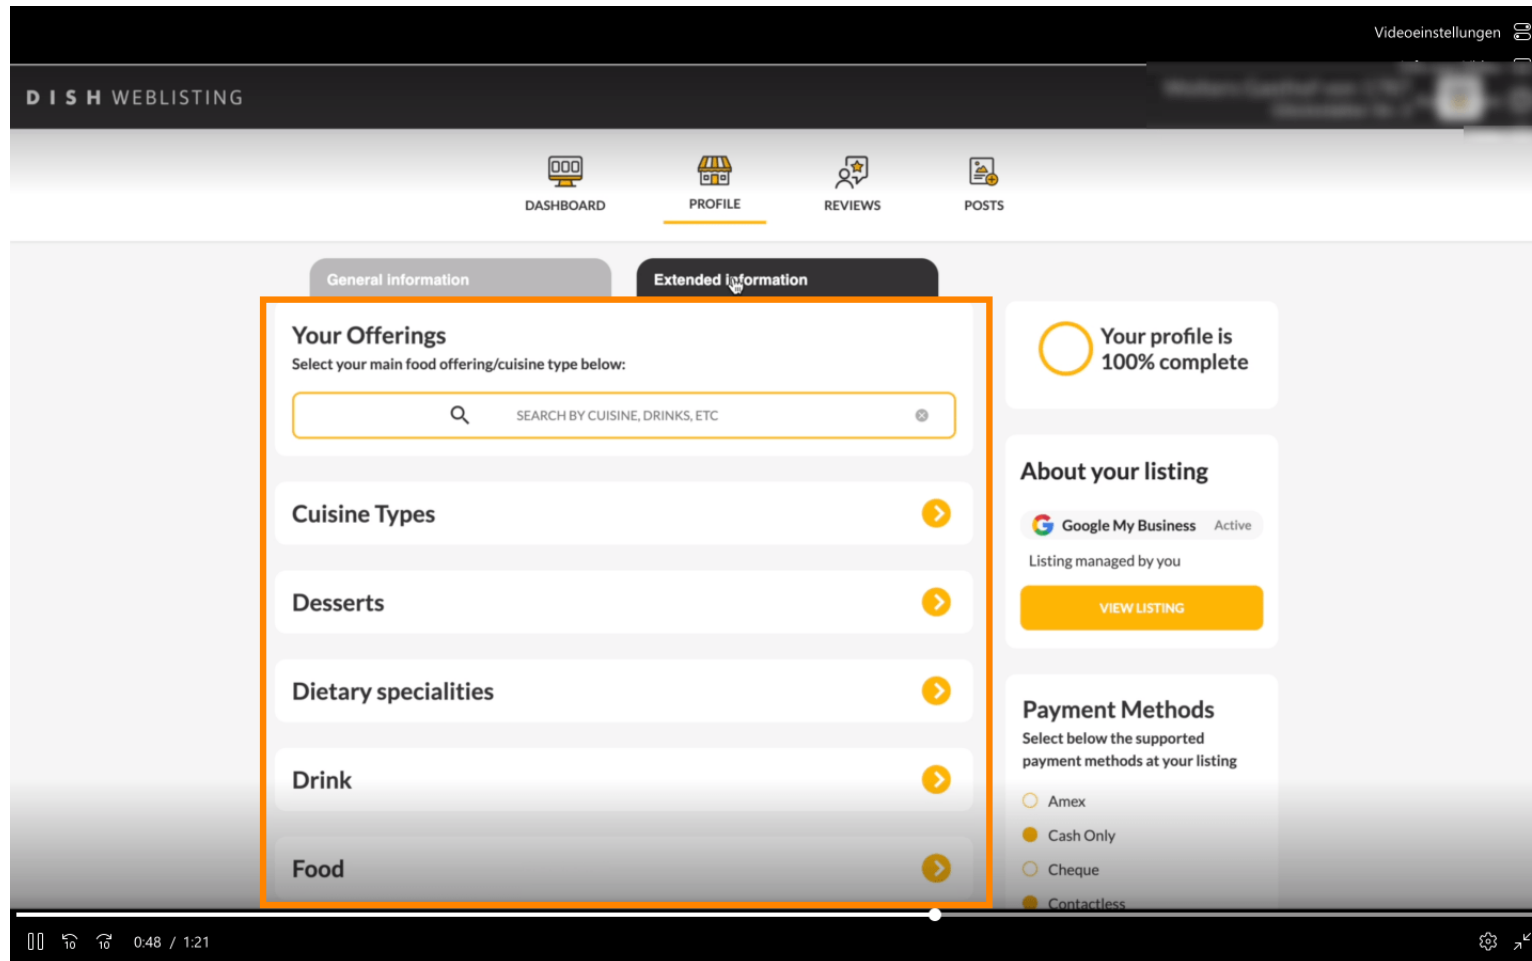 Videoeinstellungen
DISH WEBLISTING
DASHBOARD
PROFILE
REVIEWS
POSTS
General information
Extended information
Your Offerings
Select your main food offering/cuisine type below:
SEARCH BY CUISINE, DRINKS, ETC
Cuisine Types
Desserts
Dietary specialities
Drink
Food
Your profile is
100% complete
About your listing
Google My Business Active
Listing managed by you
VIEW LISTING
Payment Methods
Select below the supported
payment methods at your listing
Amex
Cash Only
Cheque
Contactless
10
10
0:48 / 1:21